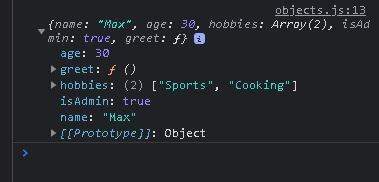 objects.js:13
{name: "Max", age: 30, hobbies: Array(2), isAd
min: true, greet: ƒ} i
age: 30
greet: ƒ ()
hobbies: (2) ["Sports", "Cooking"]
isAdmin: true
name: "Max"
[[Prototype]]: Object